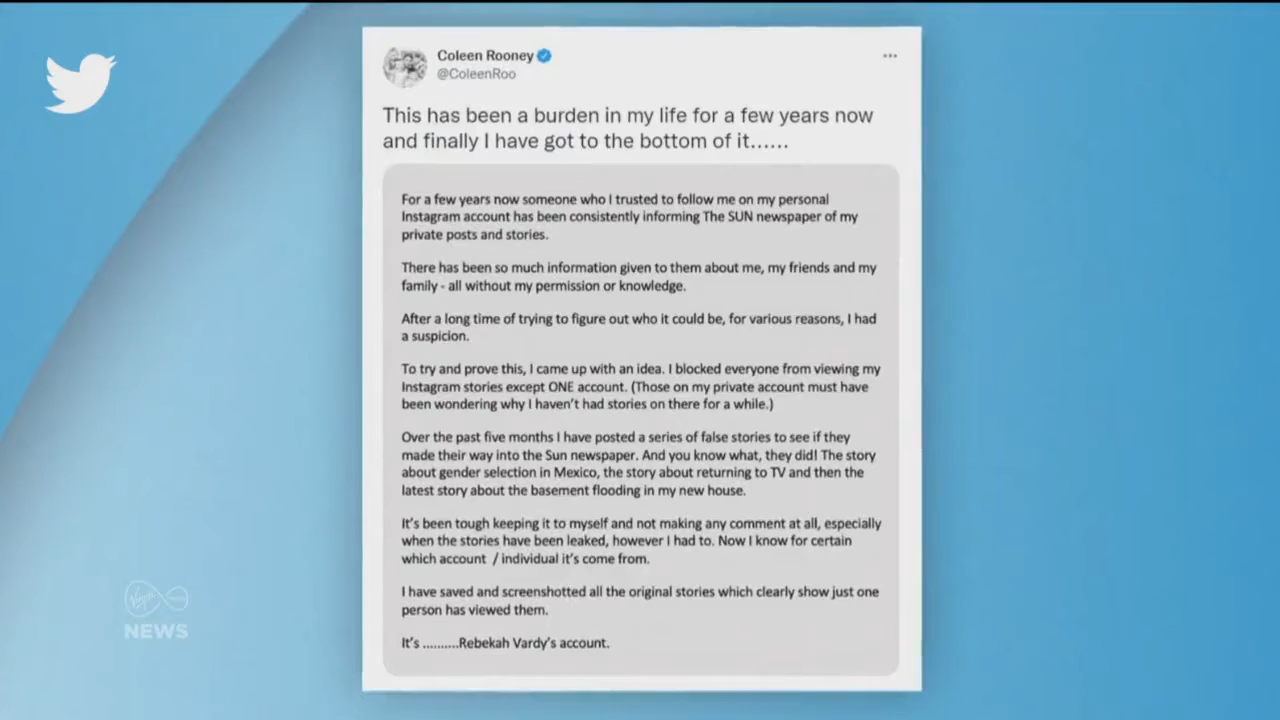 Coleen Rooney
@ColeenRoo
This has been a burden in my life for a few years now
and finally I have got to the bottom of it......
For a few years now someone who I trusted to follow me on my personal
Instagram account has been consistently informing The SUN newspaper of my
private posts and stories.
There has been so much information given to them about me, my friends and my
family - all without my permission or knowledge.
After a long time of trying to figure out who it could be, for various reasons, I had
a suspicion.
To try and prove this, I came up with an idea. I blocked everyone from viewing my
Instagram stories except ONE account. (Those on my private account must have
been wondering why I haven't had stories on there for a while.)
Over the past five months I have posted a series of false stories to see if they
made their way into the Sun newspaper. And you know what, they did! The story
about gender selection in Mexico, the story about returning to TV and then the
latest story about the basement flooding in my new house.
It's been tough keeping it to myself and not making any comment at all, especially
when the stories have been leaked, however I had to. Now I know for certain
which account / individual it's come from.
I have saved and screenshotted all the original stories which clearly show just one
person has viewed them.
It's ..........Rebekah Vardy's account.
Virgin
NEWS